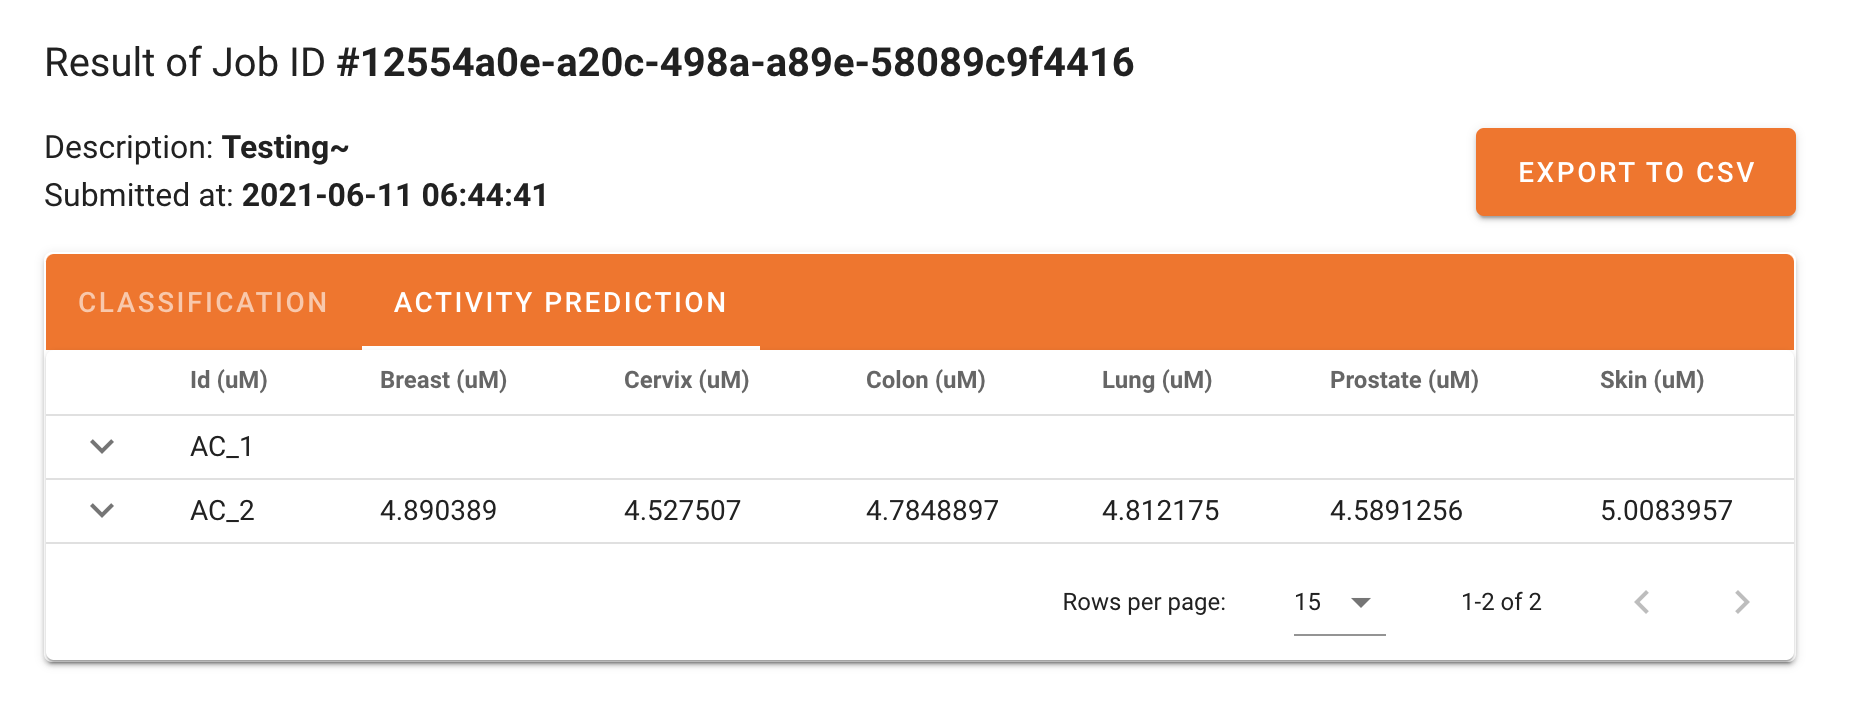 Result of Job ID #12554a0e-a20c-498a-a89e-58089c9f4416
Description: Testing~
Submitted at: 2021-06-11 06:44:41
EXPORT TO CSV
CLASSIFICATION ACTIVITY PREDICTION
Id (uM) Breast (uM) Cervix (uM) Colon (uM) Lung (uM) Prostate (uM) Skin (uM)
AC_1
AC_2 4.890389 4.527507 4.7848897 4.812175 4.5891256 5.0083957
Rows per page: 15 1-2 of 2